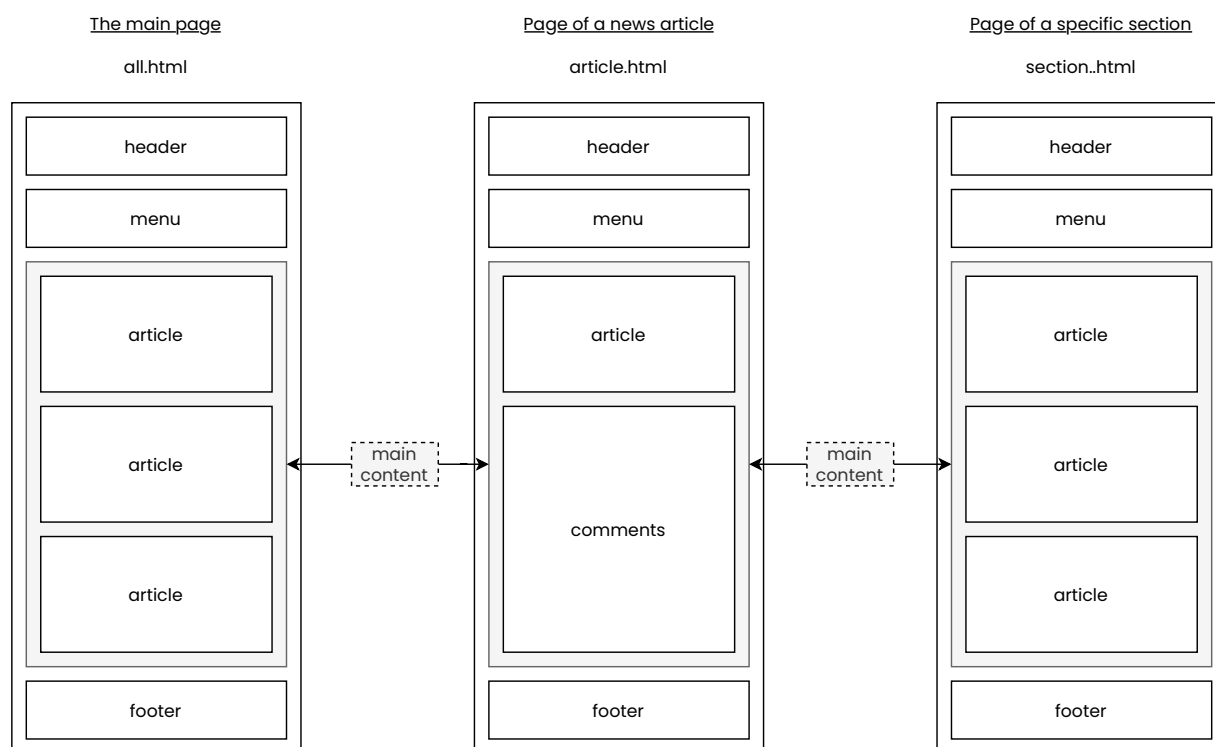 The main page
all.html
header
menu
article
article
article
footer
main
content
Page of a news article
article.html
header
menu
article
comments
footer
main
content
Page of a specific section
section..html
header
menu
article
article
article
footer